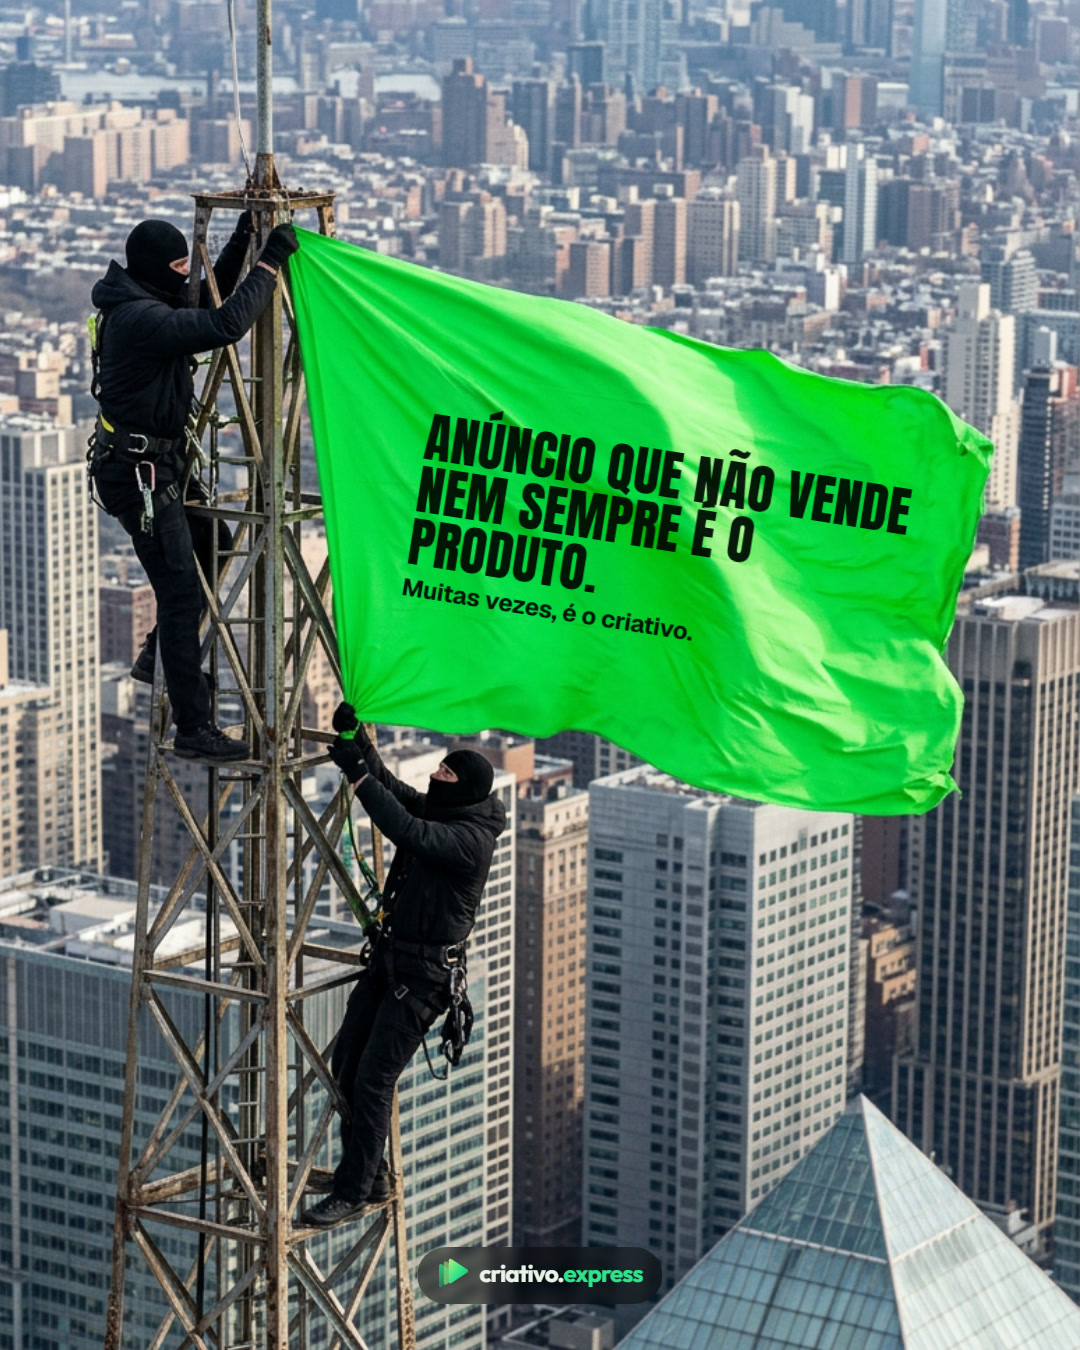 ANÚNCIO QUE NÃO VENDE
NEM SEMPRE É O
PRODUTO.
Muitas vezes, é o criativo.
criativo.express